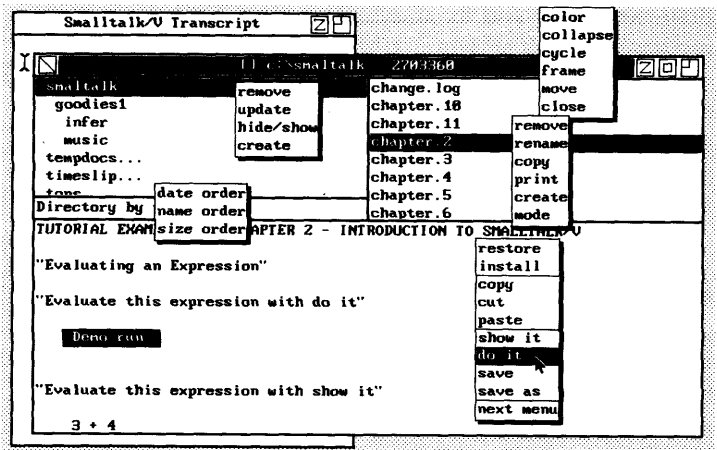 Smalltalk/V Transcript
c:\smaltalk 2703360
smaltalk
goodies1
infer
music
tempdocs...
timeslip...
tops
Directory by
remove
update
hide/show
create
date order
name order
size order
change.log
chapter.10
chapter.11
chapter.2
chapter.3
chapter.4
chapter.5
chapter.6
color
collapse
cycle
frame
move
close
remove
rename
copy
print
create
mode
TUTORIAL EXAM APTER 2 - INTRODUCTION TO SMALLTALK/V
"Evaluating an Expression"
"Evaluate this expression with do it"
Demo run
"Evaluate this expression with show it"
3 + 4
restore
install
copy
cut
paste
show it
do it
save
save as
next menu